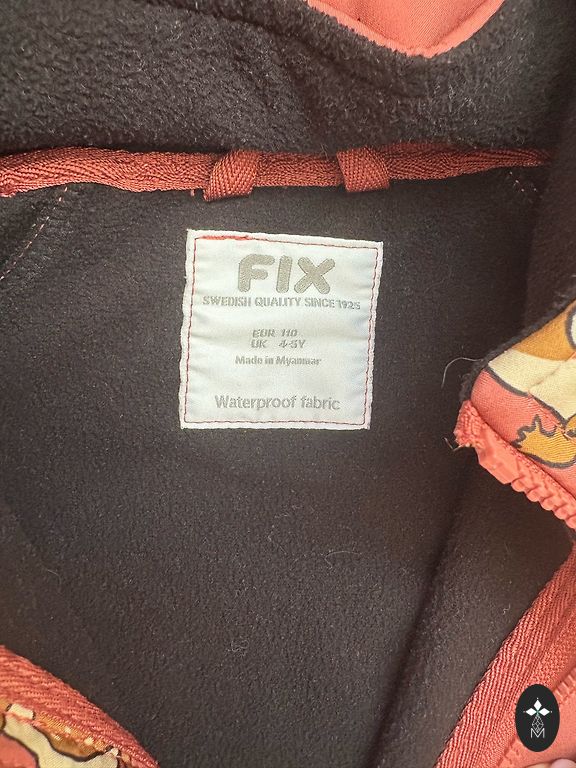 FIX
SWEDISH QUALITY SINCE 1925
EUR 110
UK 4-5Y
Made in Myanmar
Waterproof fabric
M